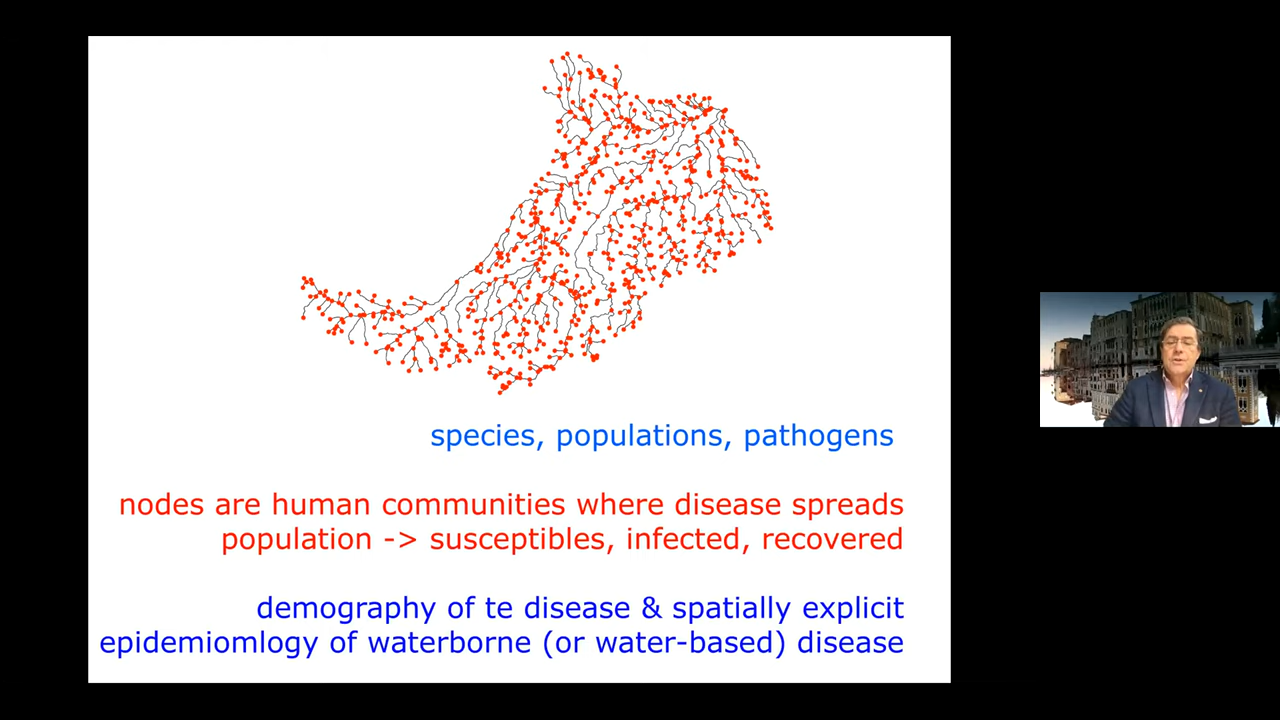 species, populations, pathogens
nodes are human communities where disease spreads
population -> susceptibles, infected, recovered
demography of te disease & spatially explicit
epidemiomlogy of waterborne (or water-based) disease